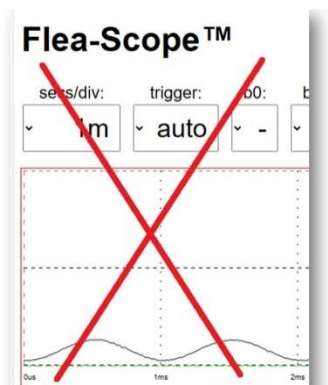 Flea-Scope™
secs/div: trigger: b0: b
1m auto -
0us 1ms 2ms